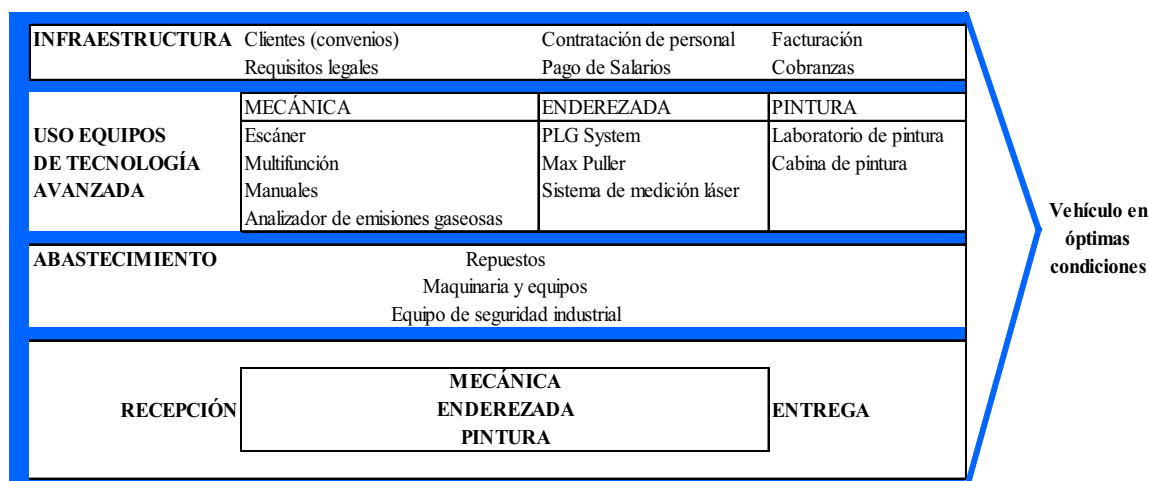 INFRAESTRUCTURA Clientes (convenios) Contratación de personal Facturación
Requisitos legales Pago de Salarios Cobranzas
MECÁNICA ENDEREZADA PINTURA
USO EQUIPOS Escáner PLG System Laboratorio de pintura
DE TECNOLOGÍA Multifunción Max Puller Cabina de pintura
AVANZADA Manuales Sistema de medición láser
Analizador de emisiones gaseosas
Vehículo en
óptimas
condiciones
ABASTECIMIENTO Repuestos
Maquinaria y equipos
Equipo de seguridad industrial
MECÁNICA
RECEPCIÓN ENDEREZADA ENTREGA
PINTURA